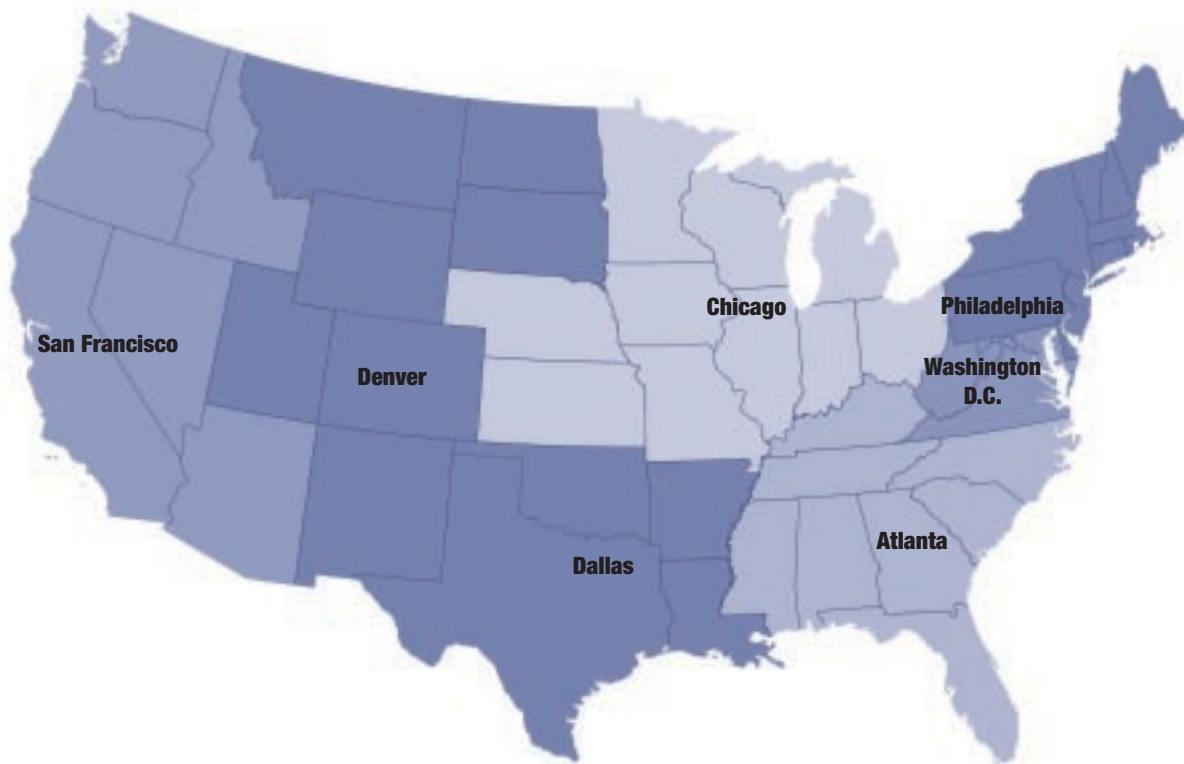 Chicago
Philadelphia
San Francisco
Washington
D.C.
Denver
Atlanta
Dallas